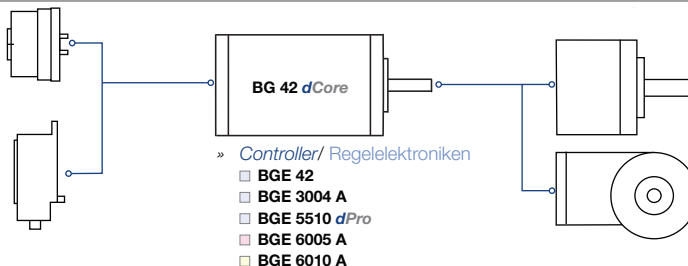 BG 42 dCore
» Controller/ Regelelektroniken
BGE 42
BGE 3004 A
BGE 5510 dPro
BGE 6005 A
BGE 6010 A